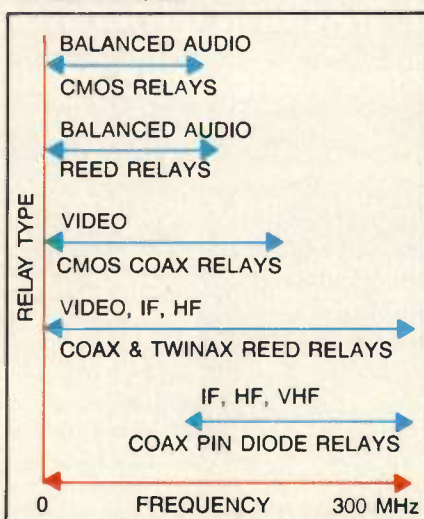 BALANCED AUDIO
CMOS RELAYS
BALANCED AUDIO
REED RELAYS
VIDEO
CMOS COAX RELAYS
VIDEO, IF, HF
COAX & TWINAX REED RELAYS
IF, HF, VHF
COAX PIN DIODE RELAYS
RELAY TYPE
0 FREQUENCY 300 MHz